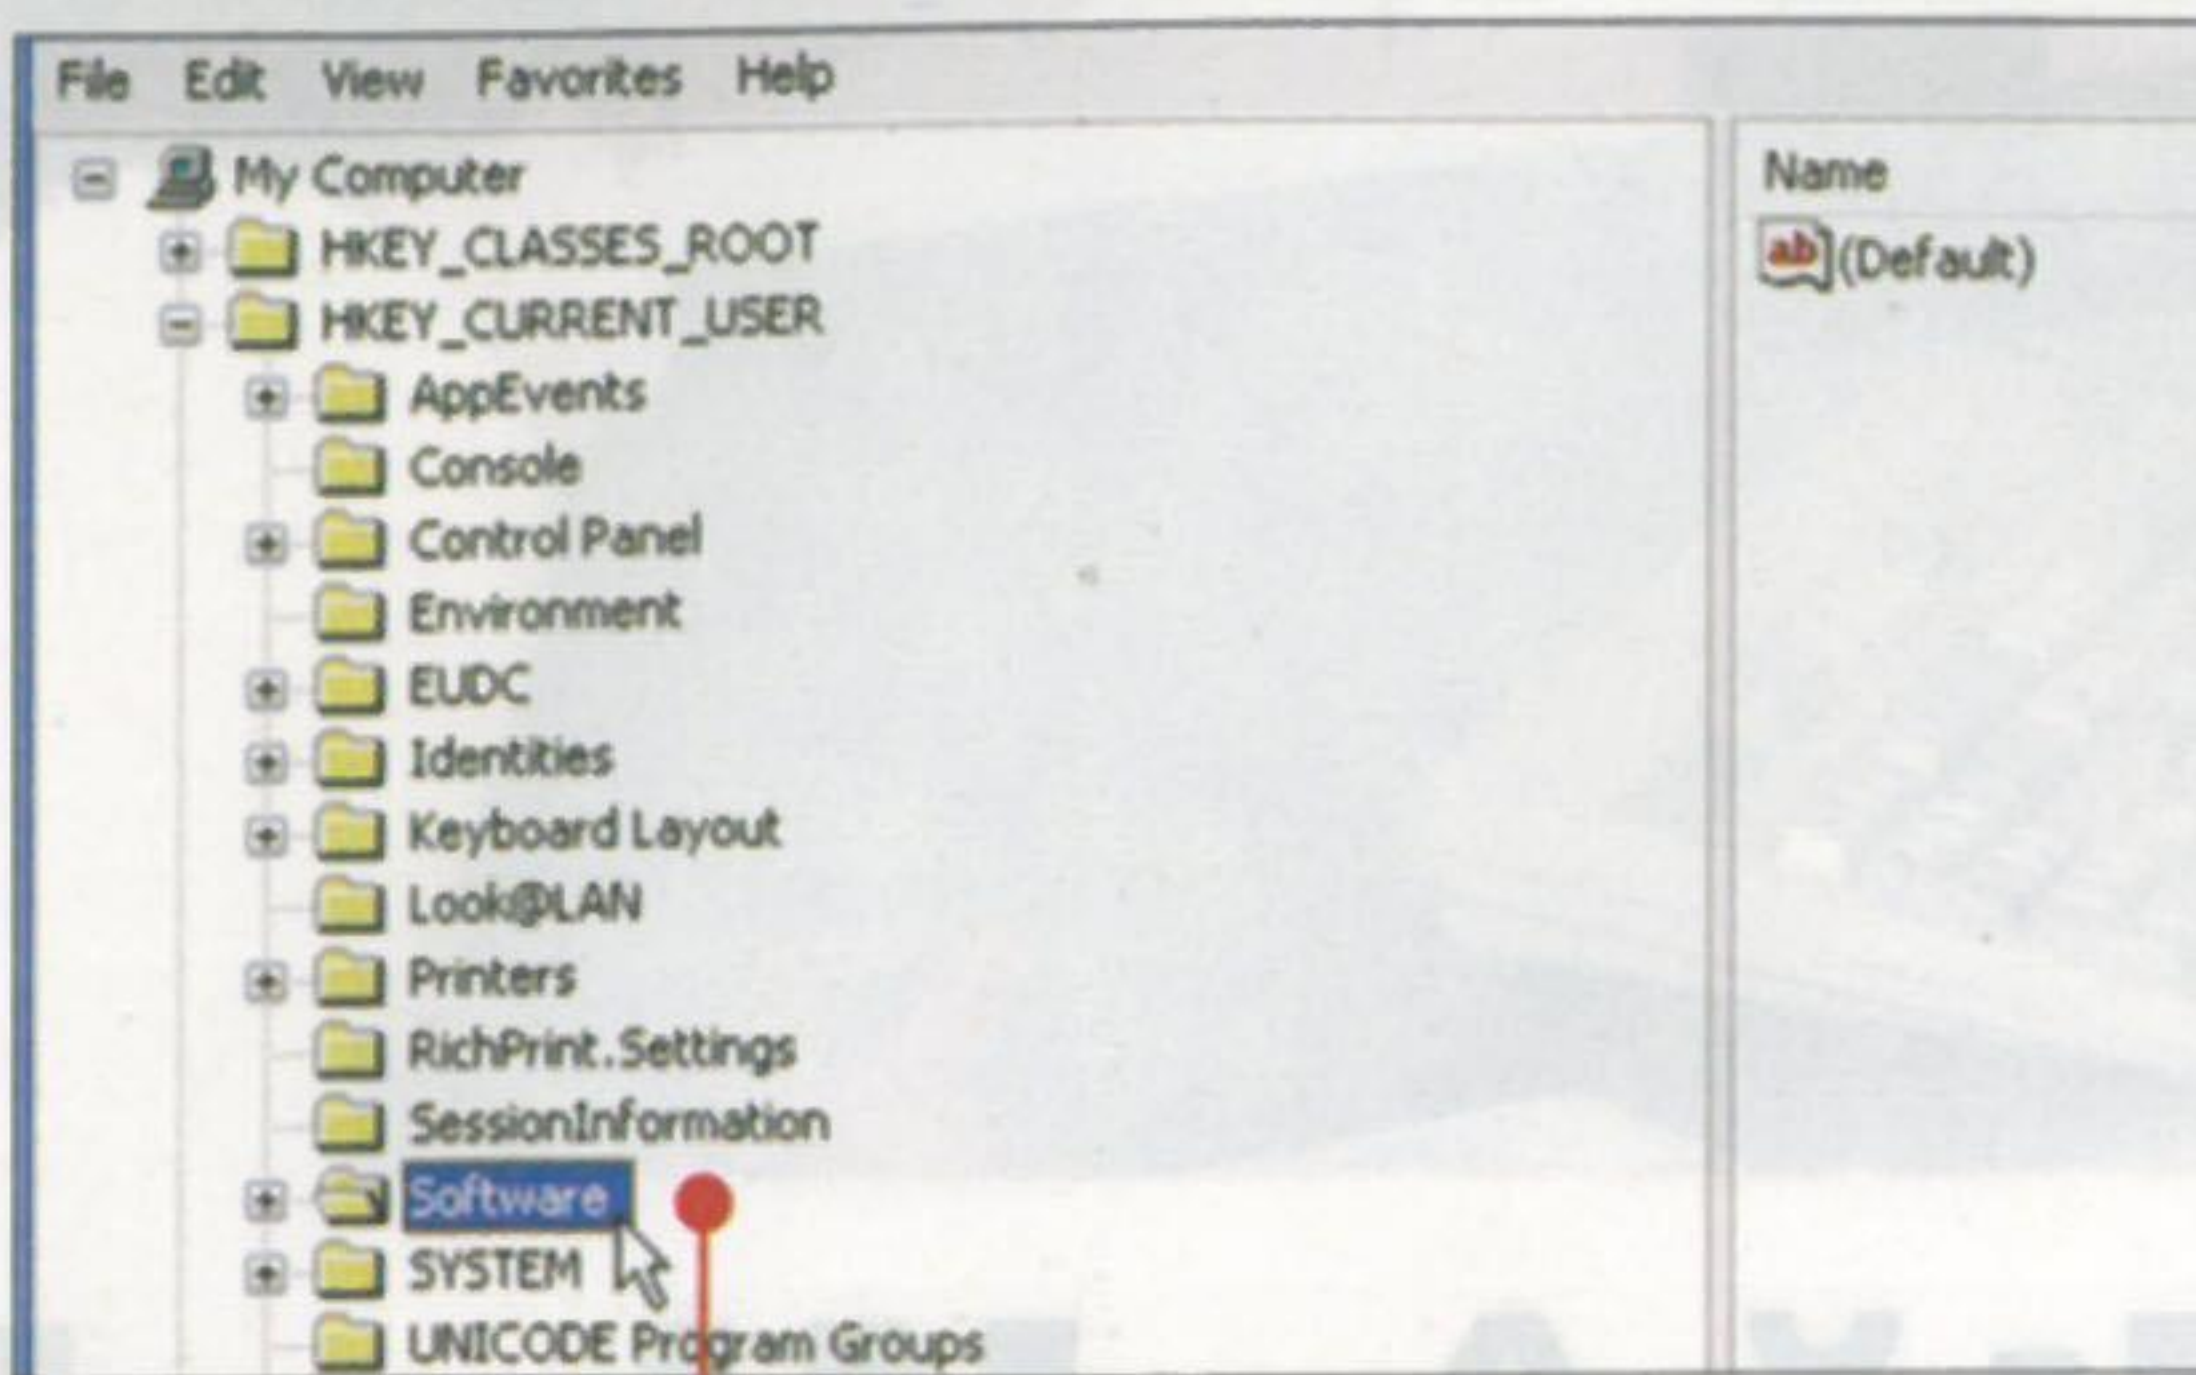 File Edit View Favorites Help
My Computer
HKEY_CLASSES_ROOT
HKEY_CURRENT_USER
AppEvents
Console
Control Panel
Environment
EUDC
Identities
Keyboard Layout
Look@LAN
Printers
RichPrint.Settings
SessionInformation
Software
SYSTEM
UNICODE Program Groups
Name
ab (Default)